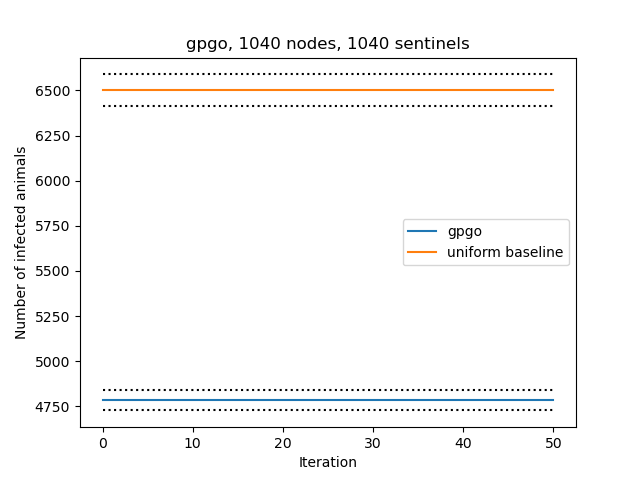 gpgo, 1040 nodes, 1040 sentinels
Number of infected animals
6500
6250
6000
5750
5500
5250
5000
4750
gpgo
uniform baseline
0 10 20 30 40 50
Iteration